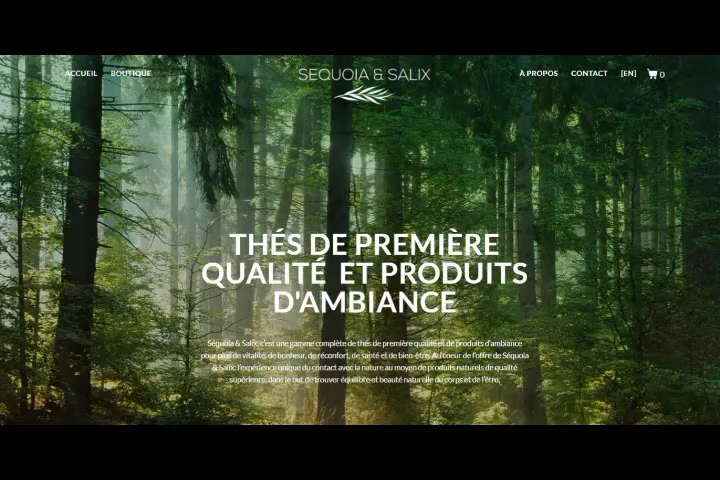 ACCUEIL BOUTIQUE SEQUOIA & SALIX À PROPOS CONTACT [EN] 0
THÉS DE PREMIÈRE
QUALITÉ ET PRODUITS
D'AMBIANCE
Séquoia & Salix, c'est une gamme complète de thés de première qualité et de produits d'ambiance
pour plus de vitalité, de bonheur, de réconfort, de santé et de bien-être. Au coeur de l'offre de Séquoia
& Salix: l'expérience unique du contact avec la nature au moyen de produits naturels de qualité
supérieure, dans le but de trouver équilibre et beauté naturelle du corps et de l'être.